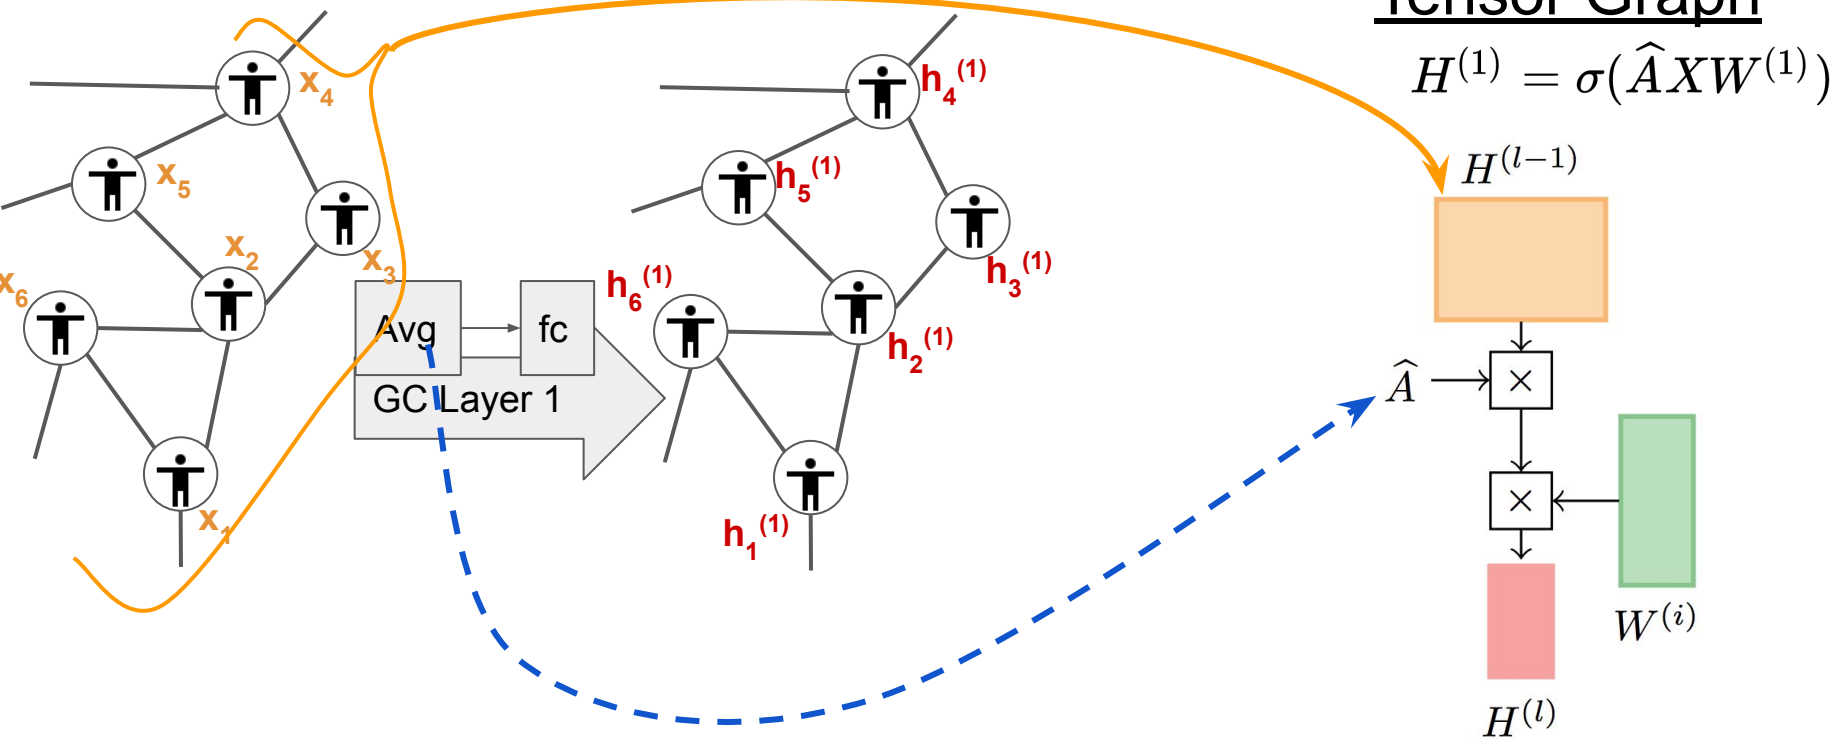 Tensor Graph
H^(1) = σ(ÂXW^(1))
x4
x5
x3
x2
x6
x1
Avg
fc
GC Layer 1
h4^(1)
h5^(1)
h3^(1)
h6^(1)
h2^(1)
h1^(1)
H^(l−1)
Â
×
×
W^(i)
H^(l)